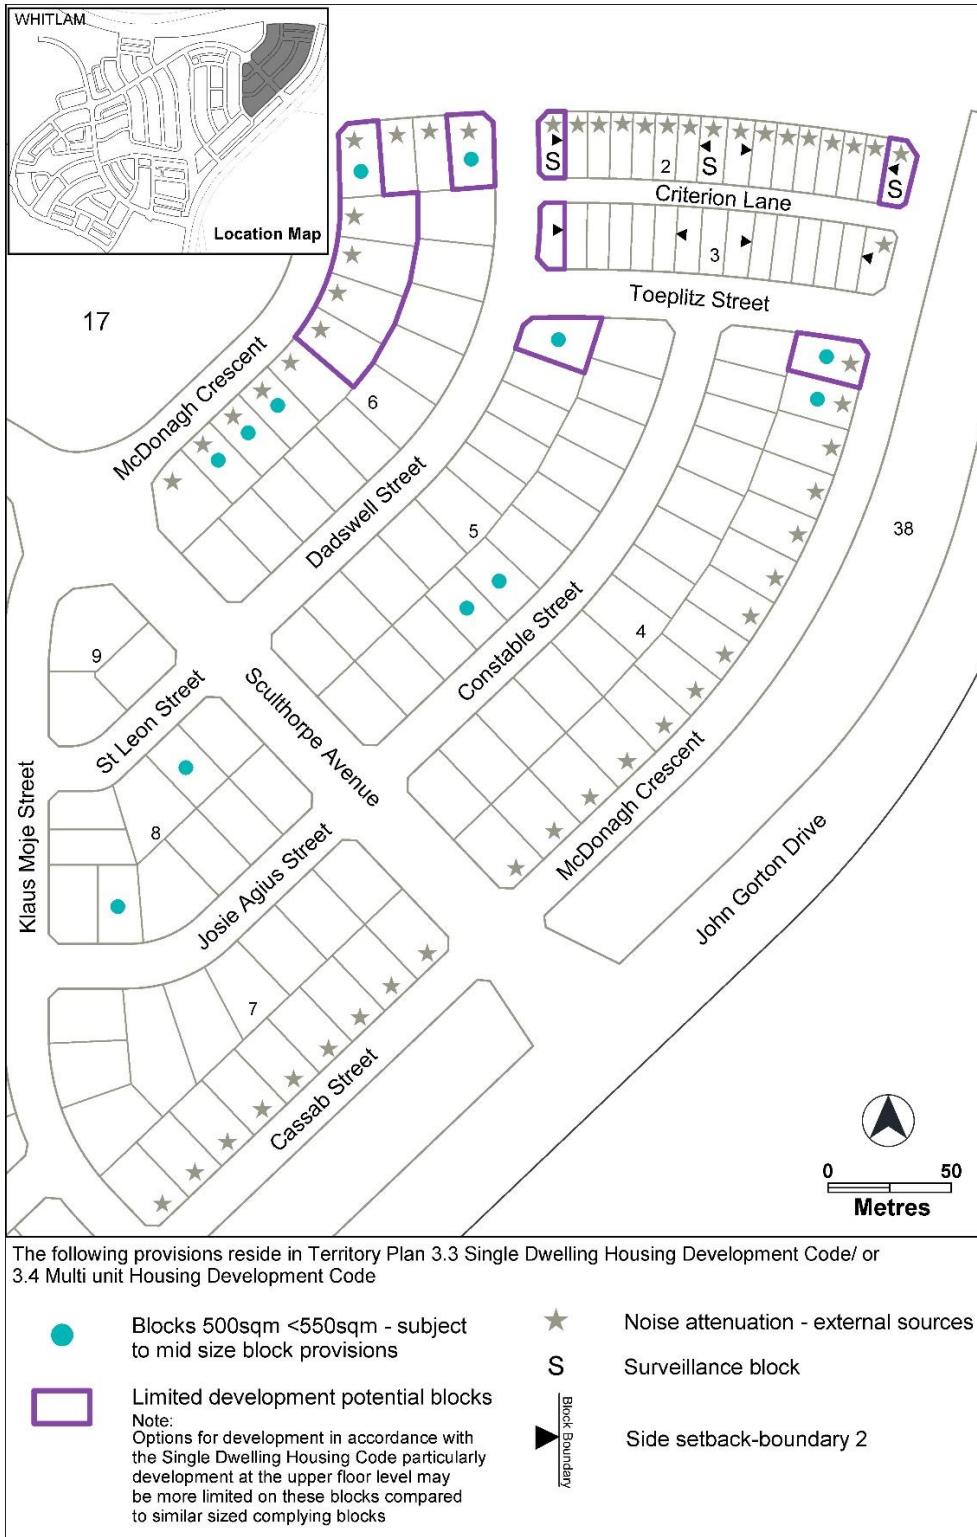 WHITLAM
Location Map
17
S
2
S
S
Criterion Lane
3
Toeplitz Street
McDonagh Crescent
6
Dadswell Street
5
38
Constable Street
4
9
St Leon Street
Sculthorpe Avenue
Klaus Moje Street
8
Josie Agius Street
McDonagh Crescent
John Gorton Drive
7
Cassab Street
0 50
Metres
The following provisions reside in Territory Plan 3.3 Single Dwelling Housing Development Code/ or
3.4 Multi unit Housing Development Code
Blocks 500sqm <550sqm - subject
to mid size block provisions
Limited development potential blocks
Note:
Options for development in accordance with
the Single Dwelling Housing Code particularly
development at the upper floor level may
be more limited on these blocks compared
to similar sized complying blocks
Noise attenuation - external sources
S Surveillance block
Block Boundary
Side setback-boundary 2